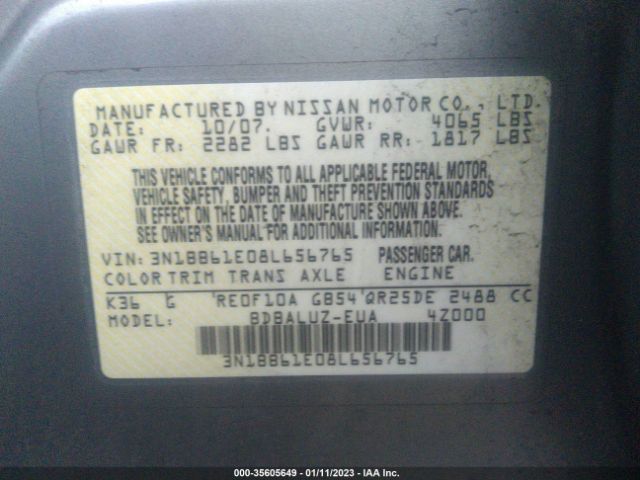 MANUFACTURED BY NISSAN MOTOR CO., LTD.
DATE: 10/07. GVWR: 4065 LBS
GAWR FR: 2282 LBS GAWR RR: 1817 LBS
THIS VEHICLE CONFORMS TO ALL APPLICABLE FEDERAL MOTOR
VEHICLE SAFETY, BUMPER AND THEFT PREVENTION STANDARDS
IN EFFECT ON THE DATE OF MANUFACTURE SHOWN ABOVE.
SEE OWNER'S MANUAL FOR ADDITIONAL INFORMATION.
VIN: 3N1BB61E08L656765 PASSENGER CAR.
COLOR TRIM TRANS AXLE ENGINE
K36 G RE0F10A GB54 QR25DE 2488 CC
MODEL: BDBALUZ-EUA 4Z000
3N1BB61E08L656765
000-35605649 - 01/11/2023 - IAA Inc.